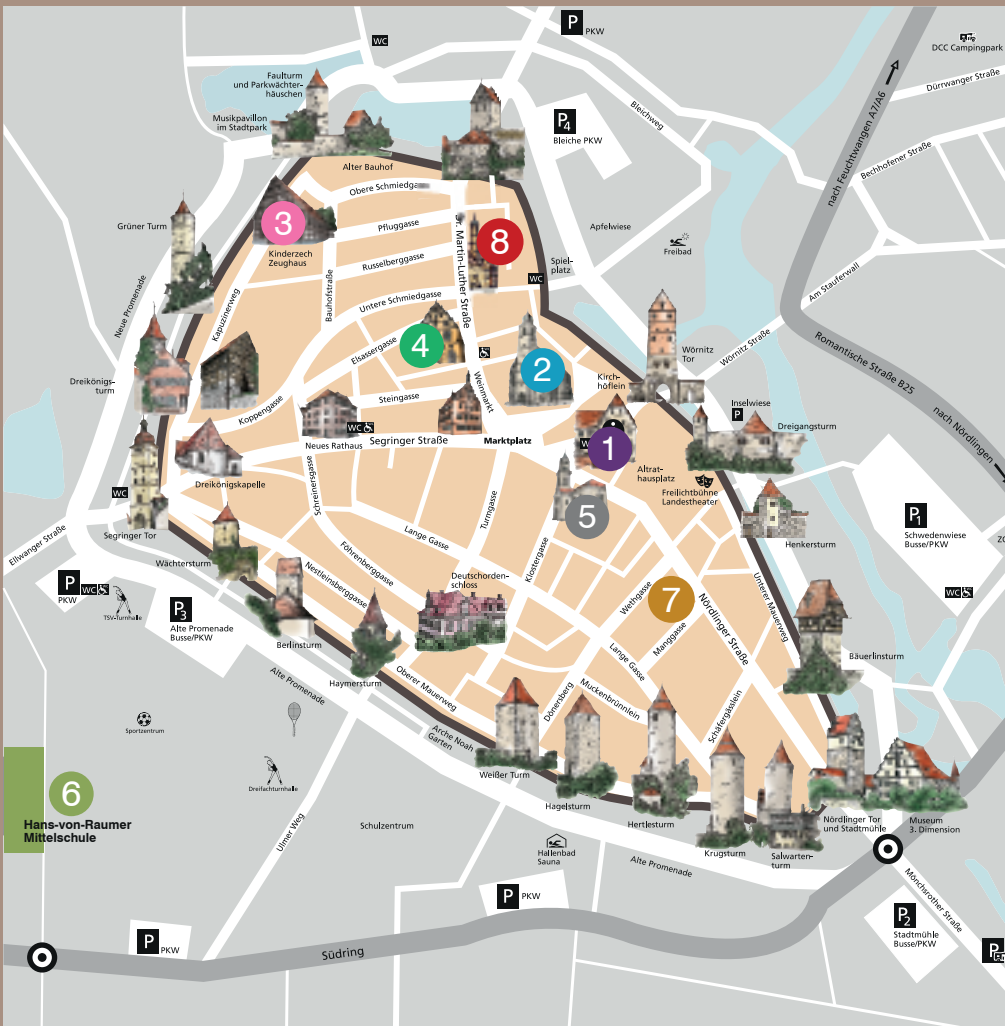 P
PKW
WC
DCC Campingpark
Dürrwanger Straße
Faulturm
und Parkwächter-
häuschen
Musikpavillon
im Stadtpark
P4
Bleiche PKW
Bleichweg
nach Feuchtwangen A7/A6
Bechhofener Straße
Alter Bauhof
Obere Schmiedga
Grüner Turm
3
Kinderzech
Zeughaus
Pfluggasse
Dr. Martin-Luther Straße
8
Apfelwiese
Freibad
Russelberggasse
Spiel-
platz
WC
Am Stauferwall
Neue Promenade
Kapuzinerweg
Bauhofstraße
Untere Schmiedgasse
Elsassergasse
4
2
Kirch-
höflein
Wörnitz
Tor
Wörnitz Straße
Romantische Straße B25
Dreikönigs-
turm
Koppengasse
Steingasse
Weinmarkt
Inselwiese
P
Dreigangsturm
nach Nördlingen
Neues Rathaus
WC
Segringer Straße
Marktplatz
1
Altrat-
hausplatz
Freilichtbühne
Landestheater
Dreikönigskapelle
WC
Segringer Tor
Schreinersgasse
Turmgasse
5
Henkersturm
P1
Schwedenwiese
Busse/PKW
Ellwanger Straße
Wächtersturm
Lange Gasse
Föhrenberggasse
Klostergasse
Nestleinsberggasse
Deutschorden-
schloss
Wethgasse
7
Unterer Mauerweg
WC
P
PKW
WC
TSV-Turnhalle
P3
Alte Promenade
Busse/PKW
Berlinsturm
Haymersturm
Manggasse
Nördlinger Straße
Lange Gasse
Bäuerlinsturm
Oberer Mauerweg
Alte Promenade
Dönersberg
Muckenbrünnlein
Schäfergässlein
Sportzentrum
Arche Noah
Garten
Weißer Turm
Dreifachturnhalle
6
Hans-von-Raumer
Mittelschule
Hagelsturm
Hertlesturm
Ulmer Weg
Schulzentrum
Hallenbad
Sauna
Alte Promenade
Krugsturm
Salwarten-
turm
Nördlinger Tor
und Stadtmühle
Museum
3. Dimension
Mönchsrother Straße
P
PKW
P2
Stadtmühle
Busse/PKW
P
PKW
Südring
P